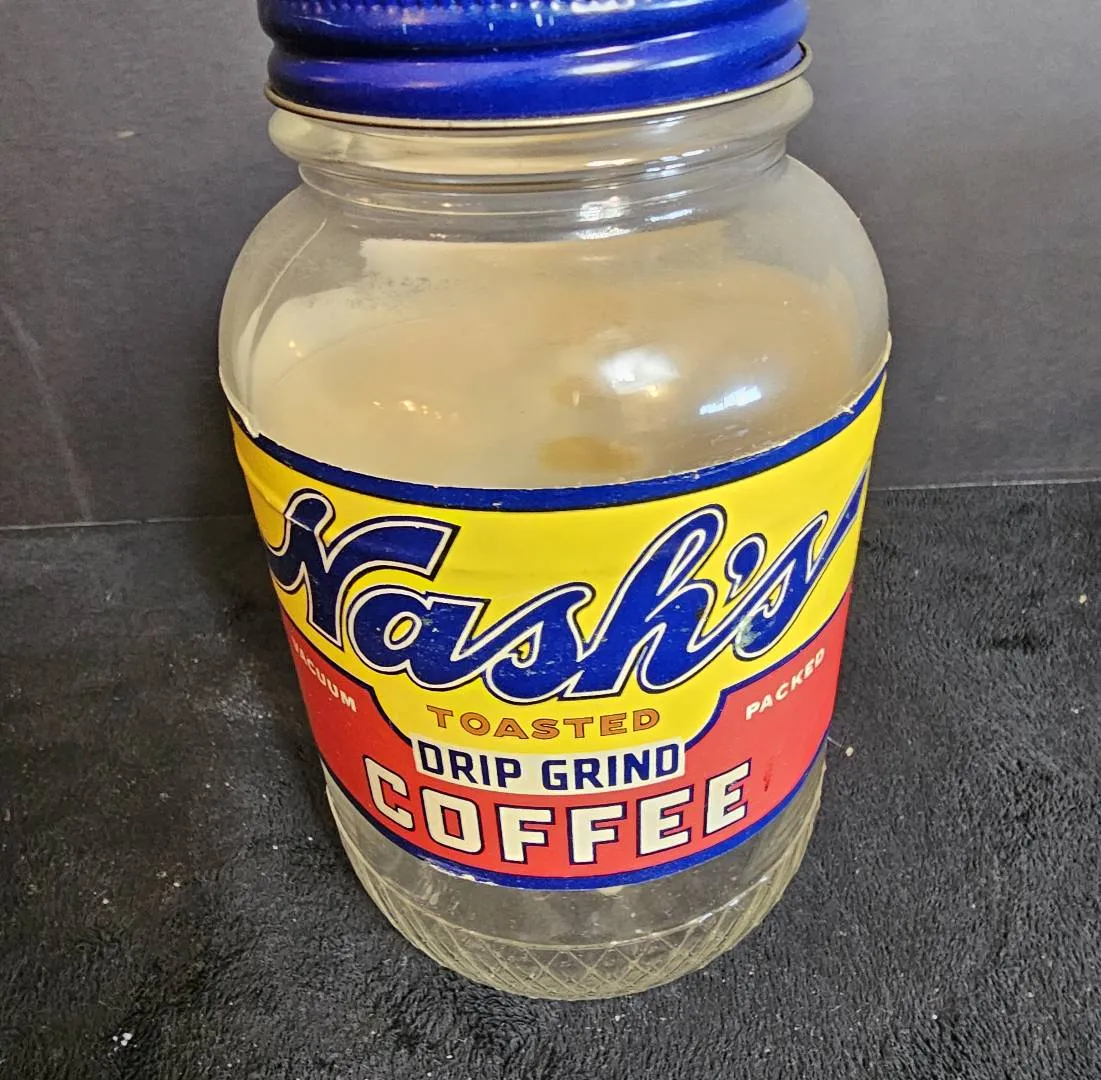 Nash's
VACUUM
PACKED
TOASTED
DRIP GRIND
COFFEE